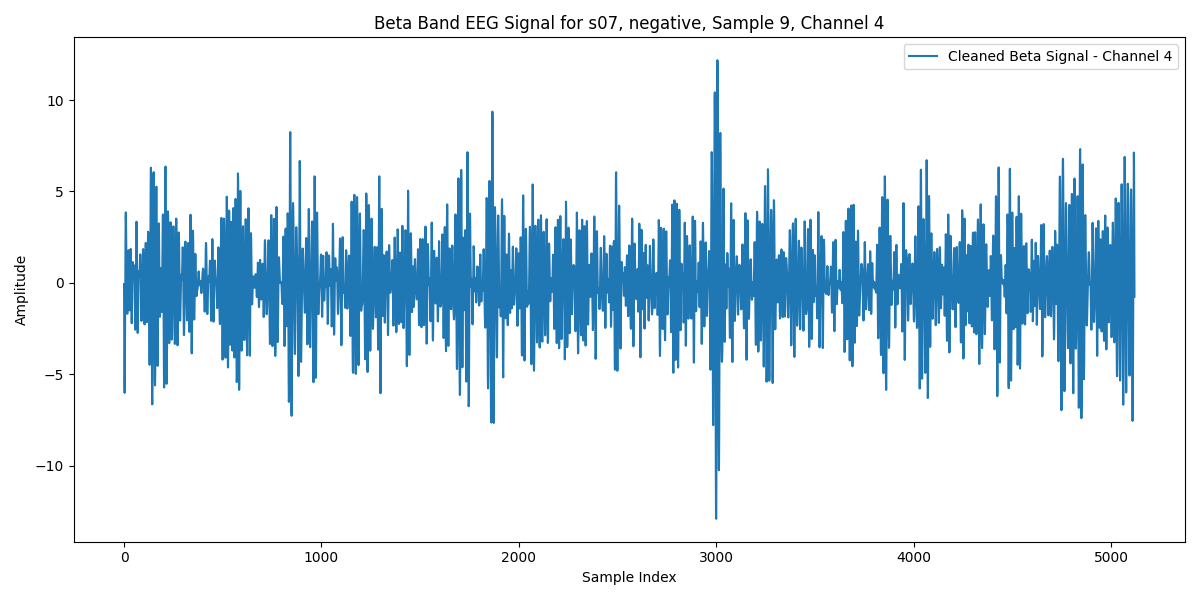 Beta Band EEG Signal for s07, negative, Sample 9, Channel 4
Cleaned Beta Signal - Channel 4
Amplitude
10
5
0
−5
−10
0 1000 2000 3000 4000 5000
Sample Index